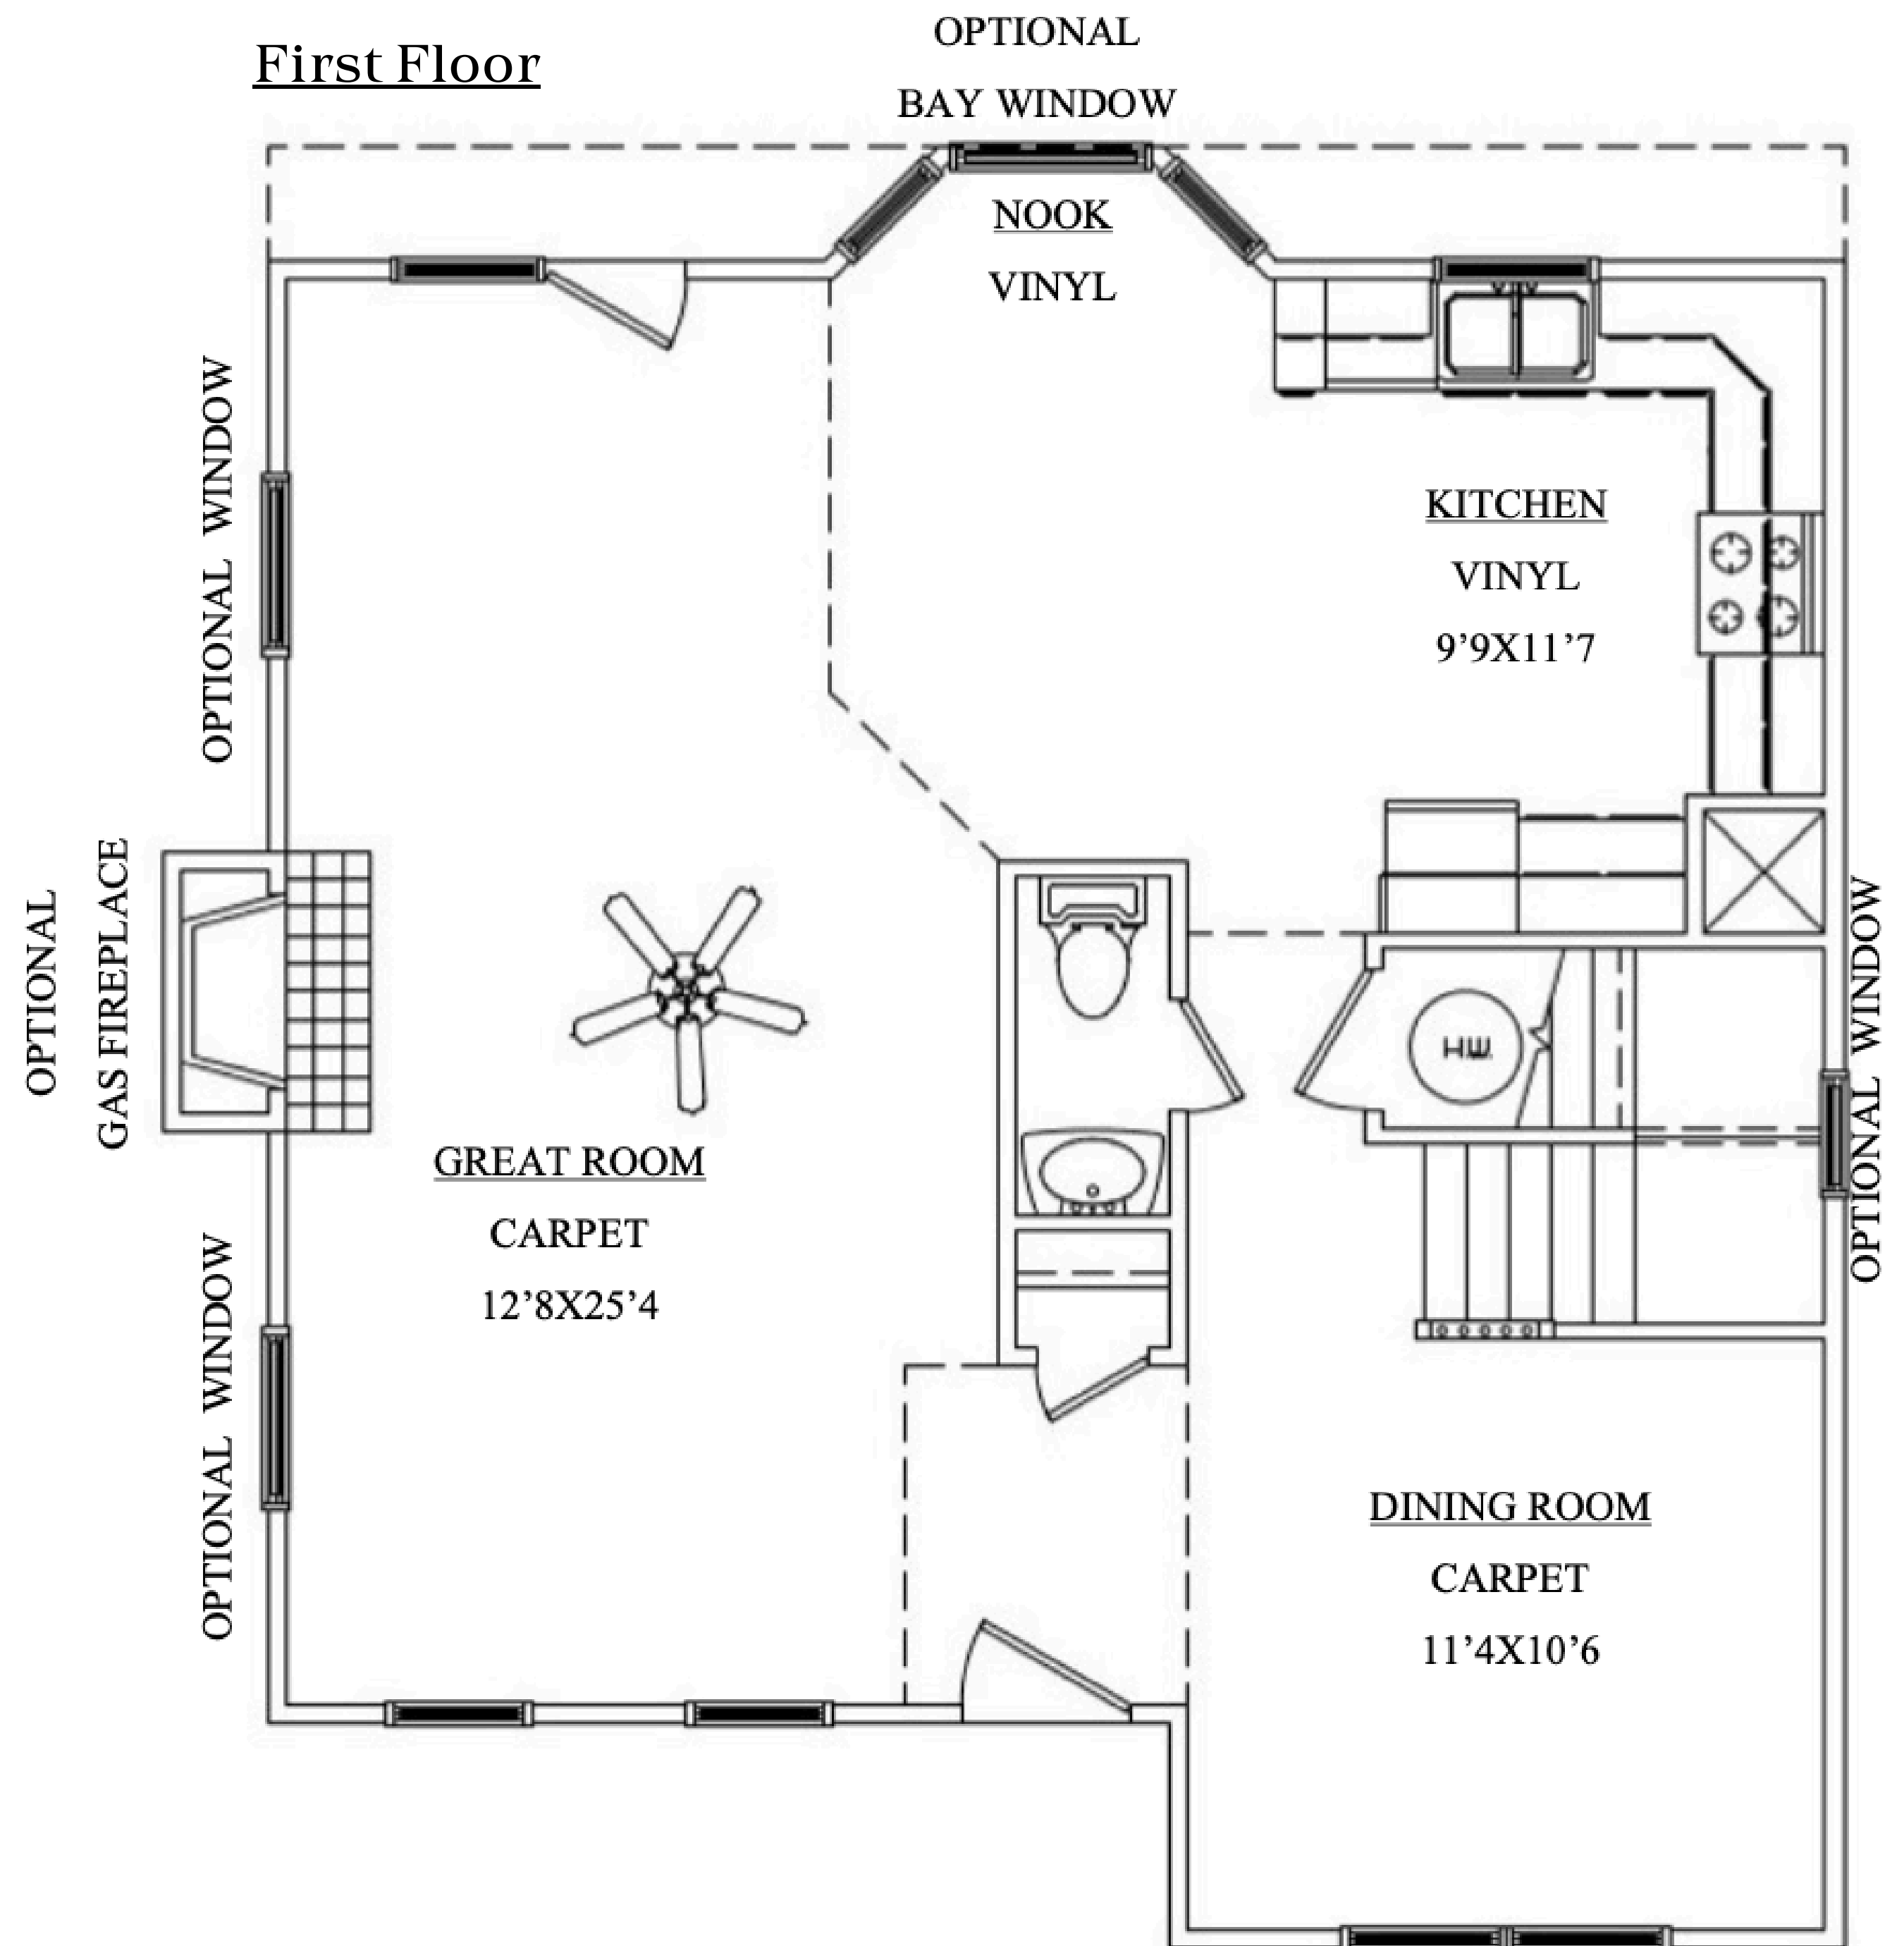 First Floor
OPTIONAL
BAY WINDOW
NOOK
VINYL
OPTIONAL WINDOW
KITCHEN
VINYL
9’9X11’7
OPTIONAL
GAS FIREPLACE
OPTIONAL WINDOW
H.W.
GREAT ROOM
CARPET
12’8X25’4
OPTIONAL WINDOW
DINING ROOM
CARPET
11’4X10’6